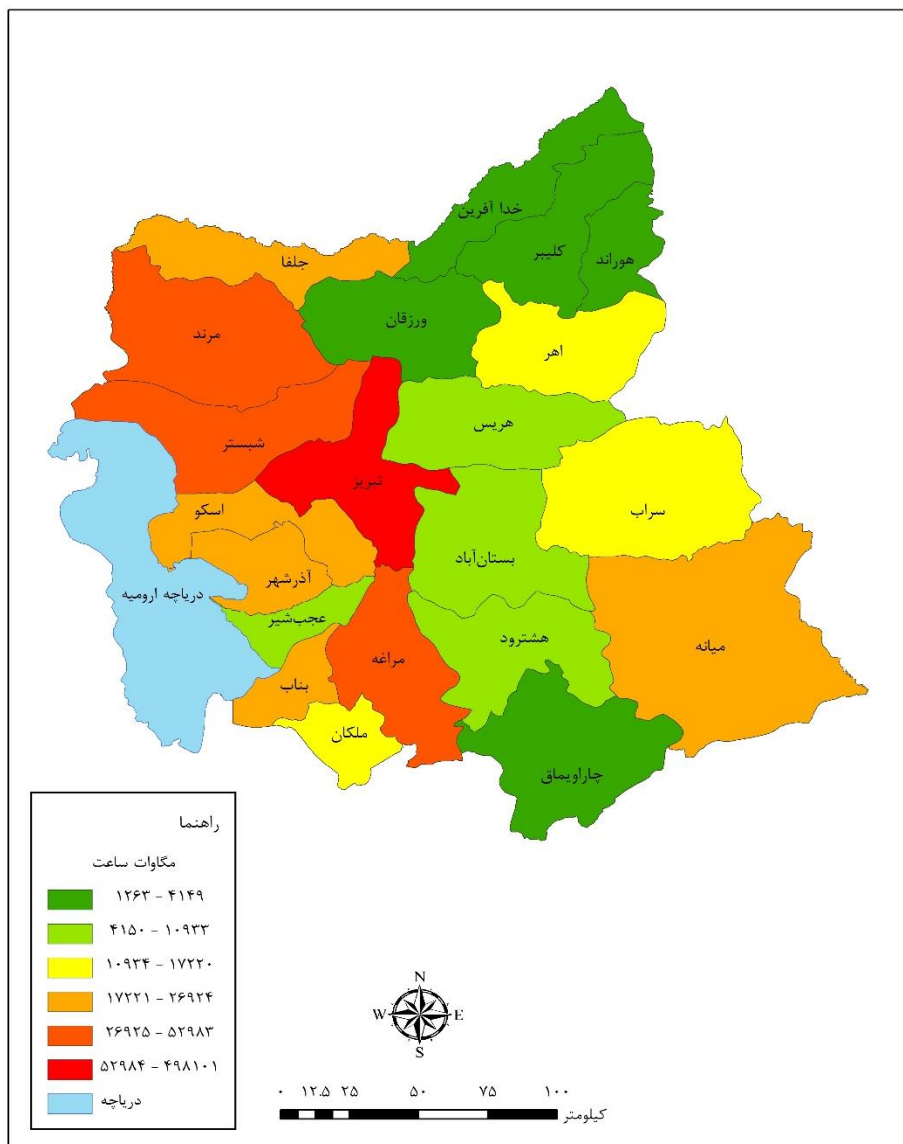 خدا آفرین
کلیبر
هوراند
جلفا
ورزقان
مرند
اهر
هریس
شبستر
تبریز
سراب
اسکو
بستان‌آباد
آذرشهر
دریاچه ارومیه
عجب‌شیر
هشترود
میانه
مراغه
بناب
ملکان
چاراویماق
راهنما
مگاوات ساعت
۱۲۶۳ - ۴۱۴۹
۴۱۵۰ - ۱۰۹۳۳
۱۰۹۳۴ - ۱۷۲۲۰
۱۷۲۲۱ - ۲۶۹۲۴
۲۶۹۲۵ - ۵۲۹۸۳
۵۲۹۸۴ - ۴۹۸۱۰۱
دریاچه
N
W E
S
۰ ۱۲.۵ ۲۵ ۵۰ ۷۵ ۱۰۰
کیلومتر